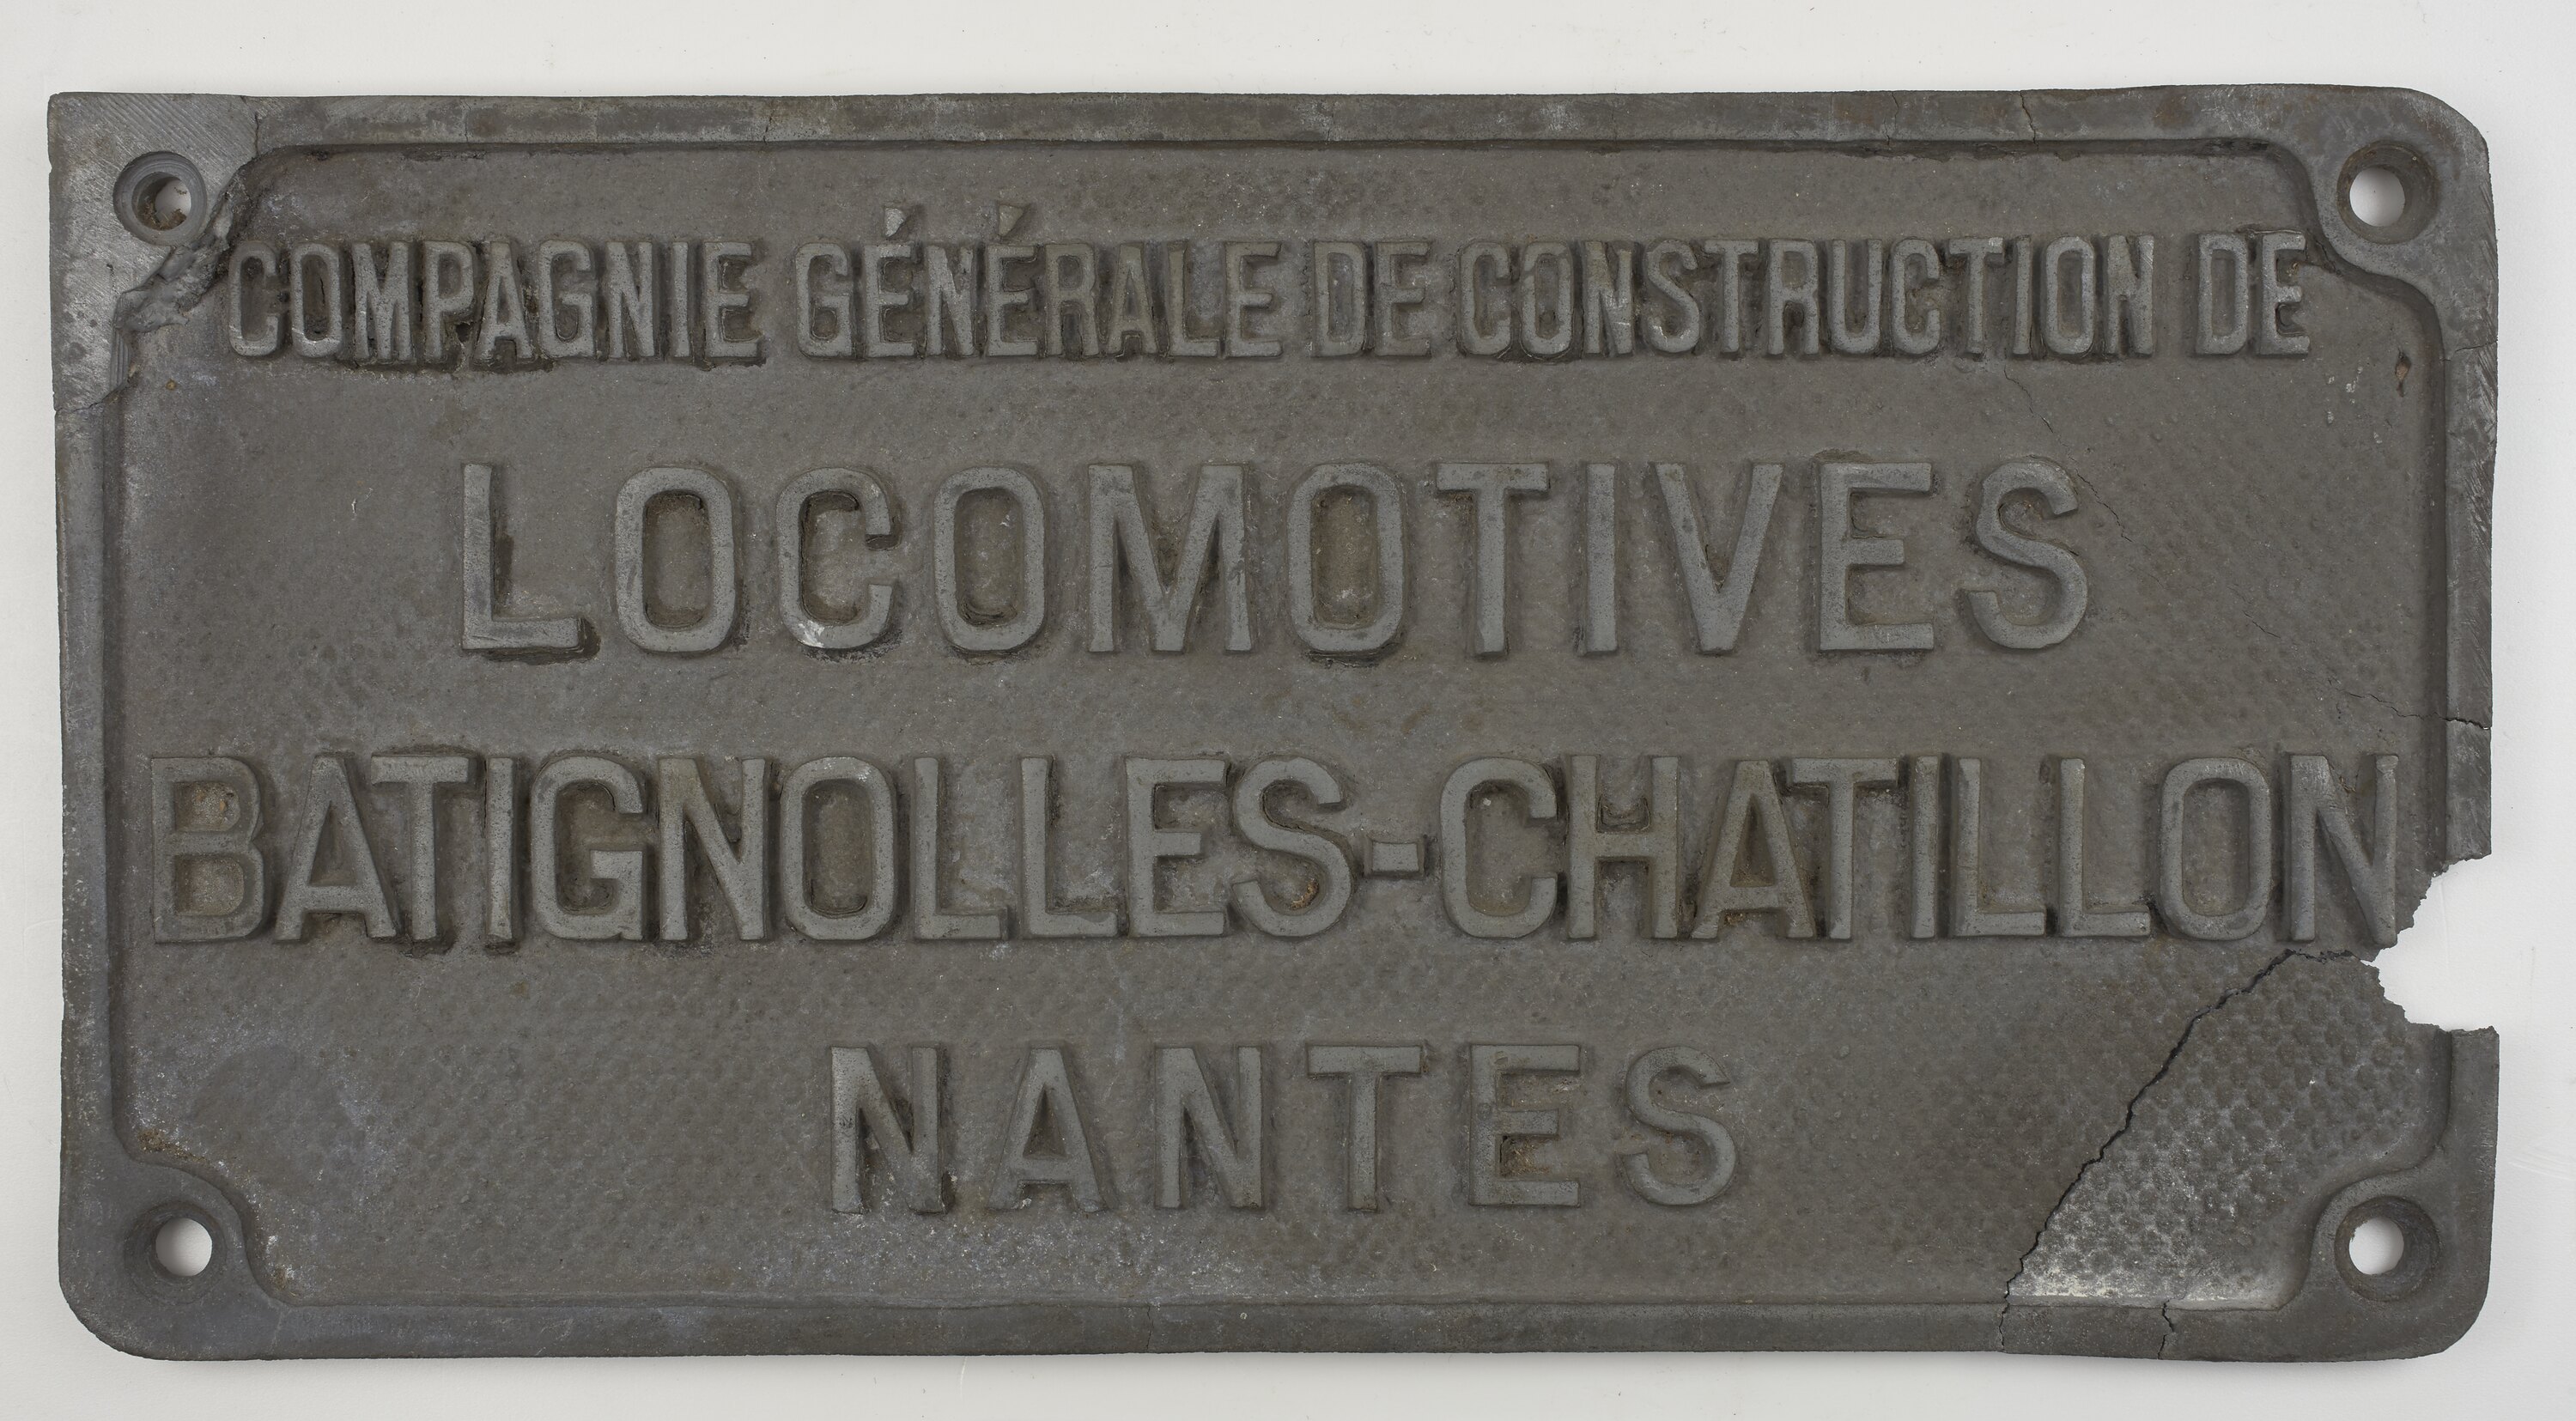 COMPAGNIE GÉNÉRALE DE CONSTRUCTION DE
LOCOMOTIVES
BATIGNOLLES-CHATILLON
NANTES